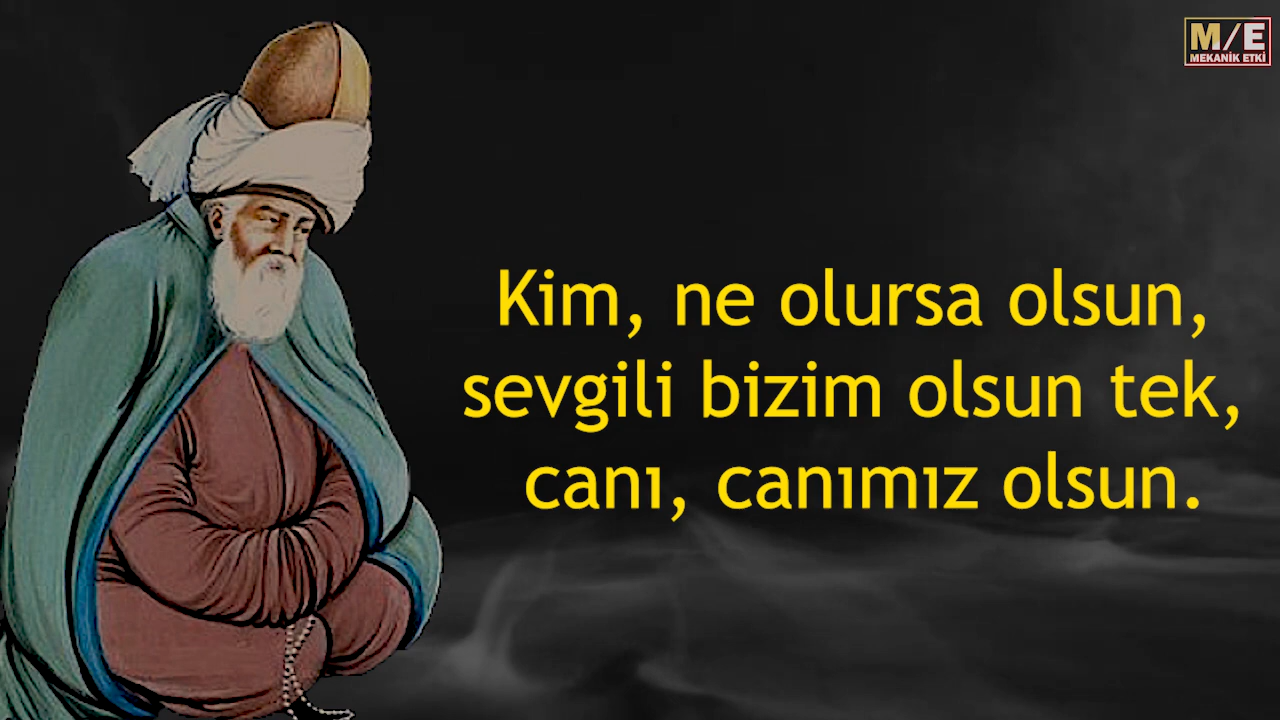 M/E
MEKANİK ETKİ
Kim, ne olursa olsun,
sevgili bizim olsun tek,
canı, canımız olsun.